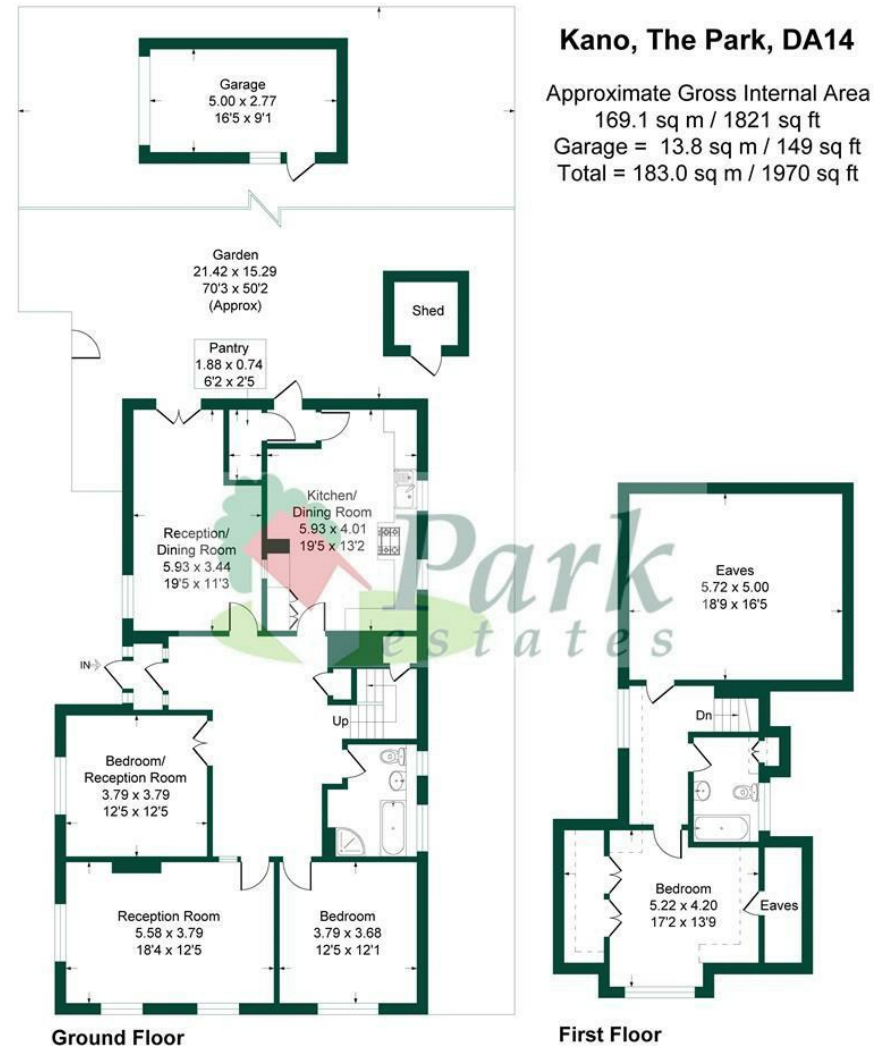 Kano, The Park, DA14
Approximate Gross Internal Area
169.1 sq m / 1821 sq ft
Garage = 13.8 sq m / 149 sq ft
Total = 183.0 sq m / 1970 sq ft
Garage
5.00 x 2.77
16'5 x 9'1
Garden
21.42 x 15.29
70'3 x 50'2
(Approx)
Shed
Pantry
1.88 x 0.74
6'2 x 2'5
Kitchen/
Dining Room
5.93 x 4.01
19'5 x 13'2
Reception/
Dining Room
5.93 x 3.44
19'5 x 11'3
Park
estates
IN
Up
Bedroom/
Reception Room
3.79 x 3.79
12'5 x 12'5
Reception Room
5.58 x 3.79
18'4 x 12'5
Bedroom
3.79 x 3.68
12'5 x 12'1
Ground Floor
Eaves
5.72 x 5.00
18'9 x 16'5
Dn
Bedroom
5.22 x 4.20
17'2 x 13'9
Eaves
First Floor